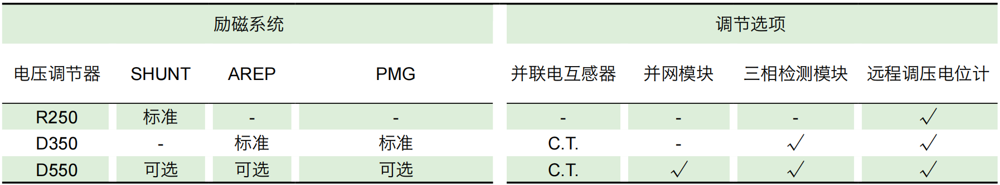 励磁系统 调节选项
电压调节器 SHUNT AREP PMG 并联电互感器 并网模块 三相检测模块 远程调压电位计
R250 标准 - - - - - √
D350 - 标准 标准 C.T. - √ √
D550 可选 可选 可选 C.T. √ √ √